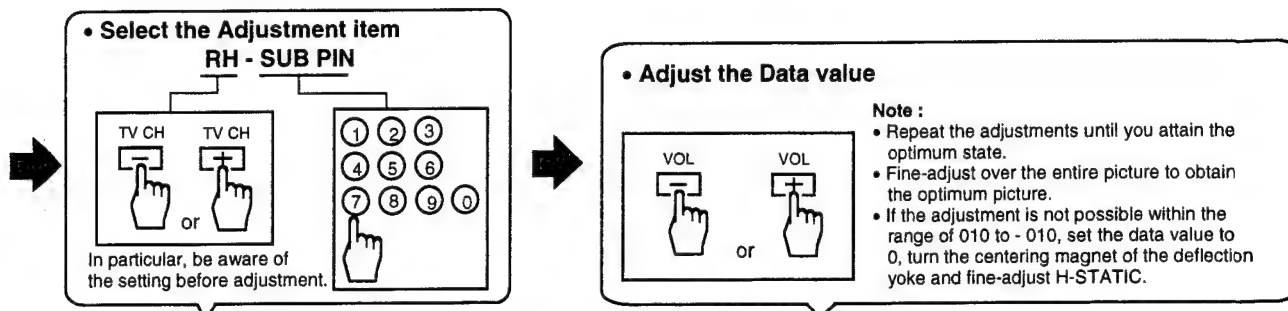 • Select the Adjustment item
RH - SUB PIN
TV CH TV CH
- +
or
1 2 3
4 5 6
7 8 9 0
In particular, be aware of
the setting before adjustment.
• Adjust the Data value
VOL VOL
- +
or
Note :
• Repeat the adjustments until you attain the
optimum state.
• Fine-adjust over the entire picture to obtain
the optimum picture.
• If the adjustment is not possible within the
range of 010 to - 010, set the data value to
0, turn the centering magnet of the deflection
yoke and fine-adjust H-STATIC.